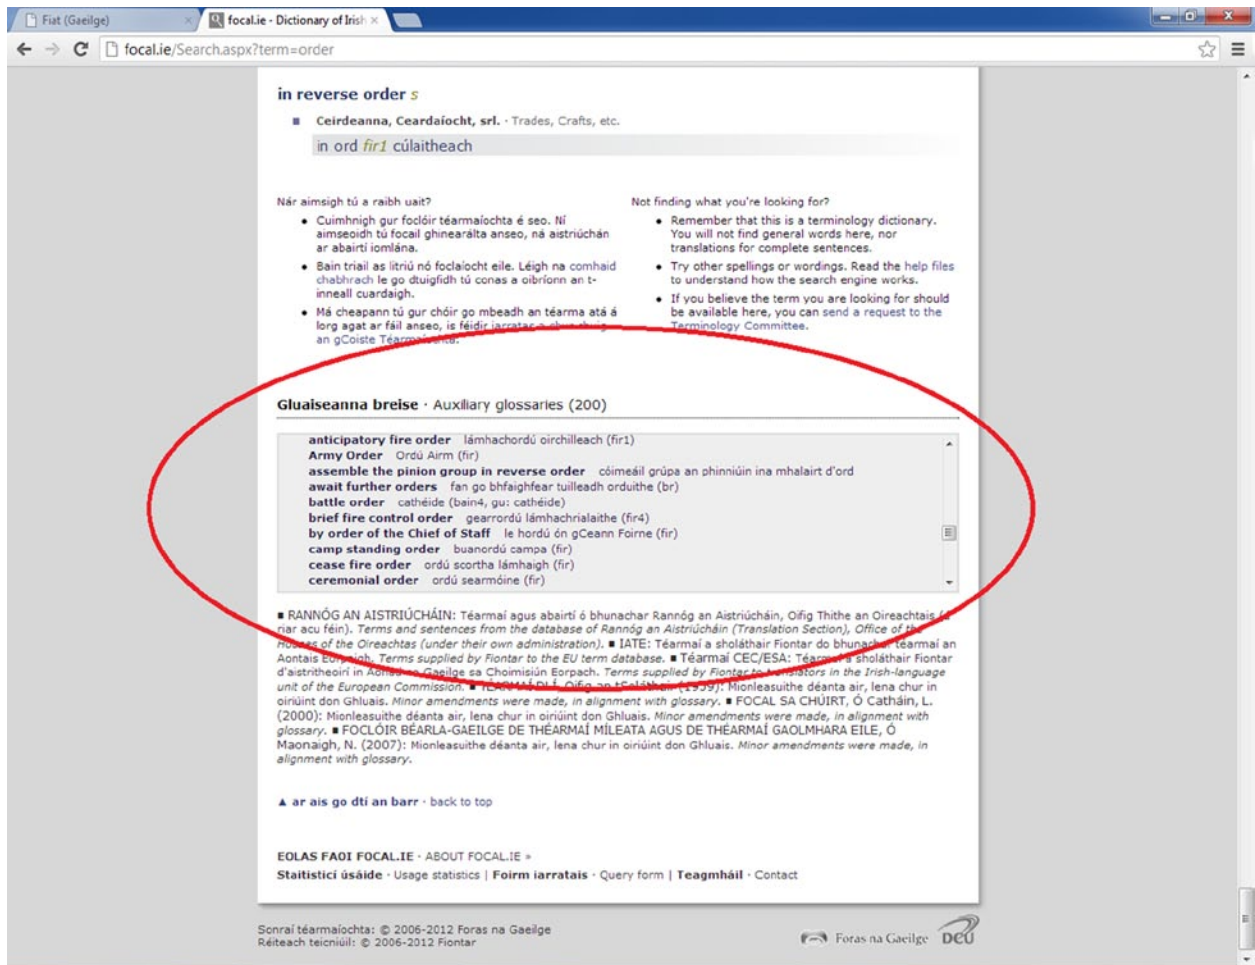 Fiat (Gaeilge)
focal.ie - Dictionary of Irish
focal.ie/Search.aspx?term=order
in reverse order s
Ceirdeanna, Ceardaíocht, srl. · Trades, Crafts, etc.
in ord fir1 cúlaitheach
Nár aimsigh tú a raibh uait?
• Cuimhnigh gur foclóir téarmaíochta é seo. Ní
aimseoidh tú focail ghinearálta anseo, ná aistriúchán
ar abairtí iomlána.
• Bain triail as litriú nó foclaíocht eile. Léigh na comhaid
chabhrach le go dtuigfidh tú conas a oibríonn an t-
inneall cuardaigh.
• Má cheapann tú gur chóir go mbeadh an téarma atá á
lorg agat ar fáil anseo, is féidir iarratas a chur chuig
an gCoiste Téarmaíochta.
Not finding what you're looking for?
• Remember that this is a terminology dictionary.
You will not find general words here, nor
translations for complete sentences.
• Try other spellings or wordings. Read the help files
to understand how the search engine works.
• If you believe the term you are looking for should
be available here, you can send a request to the
Terminology Committee.
Gluaiseanna breise · Auxiliary glossaries (200)
anticipatory fire order lámhachordú oirchilleach (fir1)
Army Order Ordú Airm (fir)
assemble the pinion group in reverse order cóimeáil grúpa an phinniúin ina mhalairt d'ord
await further orders fan go bhfaighfear tuilleadh orduithe (br)
battle order cathéide (bain4, gu: cathéide)
brief fire control order gearrordú lámhachrialaithe (fir4)
by order of the Chief of Staff le hordú ón gCeann Foirne (fir)
camp standing order buanordú campa (fir)
cease fire order ordú scortha lámhaigh (fir)
ceremonial order ordú searmóine (fir)
■ RANNÓG AN AISTRIÚCHÁIN: Téarmaí agus abairtí ó bhunachar Rannóg an Aistriúcháin, Oifig Thithe an Oireachtais (
riar acu féin). Terms and sentences from the database of Rannóg an Aistriúcháin (Translation Section), Office of the
Houses of the Oireachtas (under their own administration). ■ IATE: Téarmaí a sholáthair Fiontar do bhunachar téarmaí an
Aontais Eorpaigh. Terms supplied by Fiontar to the EU term database. ■ Téarmaí CEC/ESA: Téarmaí a sholáthair Fiontar
d'aistritheoirí in Aonad na Gaeilge sa Choimisiún Eorpach. Terms supplied by Fiontar to translators in the Irish-language
unit of the European Commission. ■ TÉARMAÍ DLÍ, Oifig an tSoláthair (1959): Mionleasuithe déanta air, lena chur in
oiriúint don Ghluais. Minor amendments were made, in alignment with glossary. ■ FOCAL SA CHÚIRT, Ó Catháin, L.
(2000): Mionleasuithe déanta air, lena chur in oiriúint don Ghluais. Minor amendments were made, in alignment with
glossary. ■ FOCLÓIR BÉARLA-GAEILGE DE THÉARMAÍ MÍLEATA AGUS DE THÉARMAÍ GAOLMHARA EILE, Ó
Maonaigh, N. (2007): Mionleasuithe déanta air, lena chur in oiriúint don Ghluais. Minor amendments were made, in
alignment with glossary.
▲ ar ais go dtí an barr · back to top
EOLAS FAOI FOCAL.IE · ABOUT FOCAL.IE »
Staitisticí úsáide · Usage statistics | Foirm iarratais · Query form | Teagmháil · Contact
Sonraí téarmaíochta: © 2006-2012 Foras na Gaeilge
Réiteach teicniúil: © 2006-2012 Fiontar
Foras na Gaeilge DCU